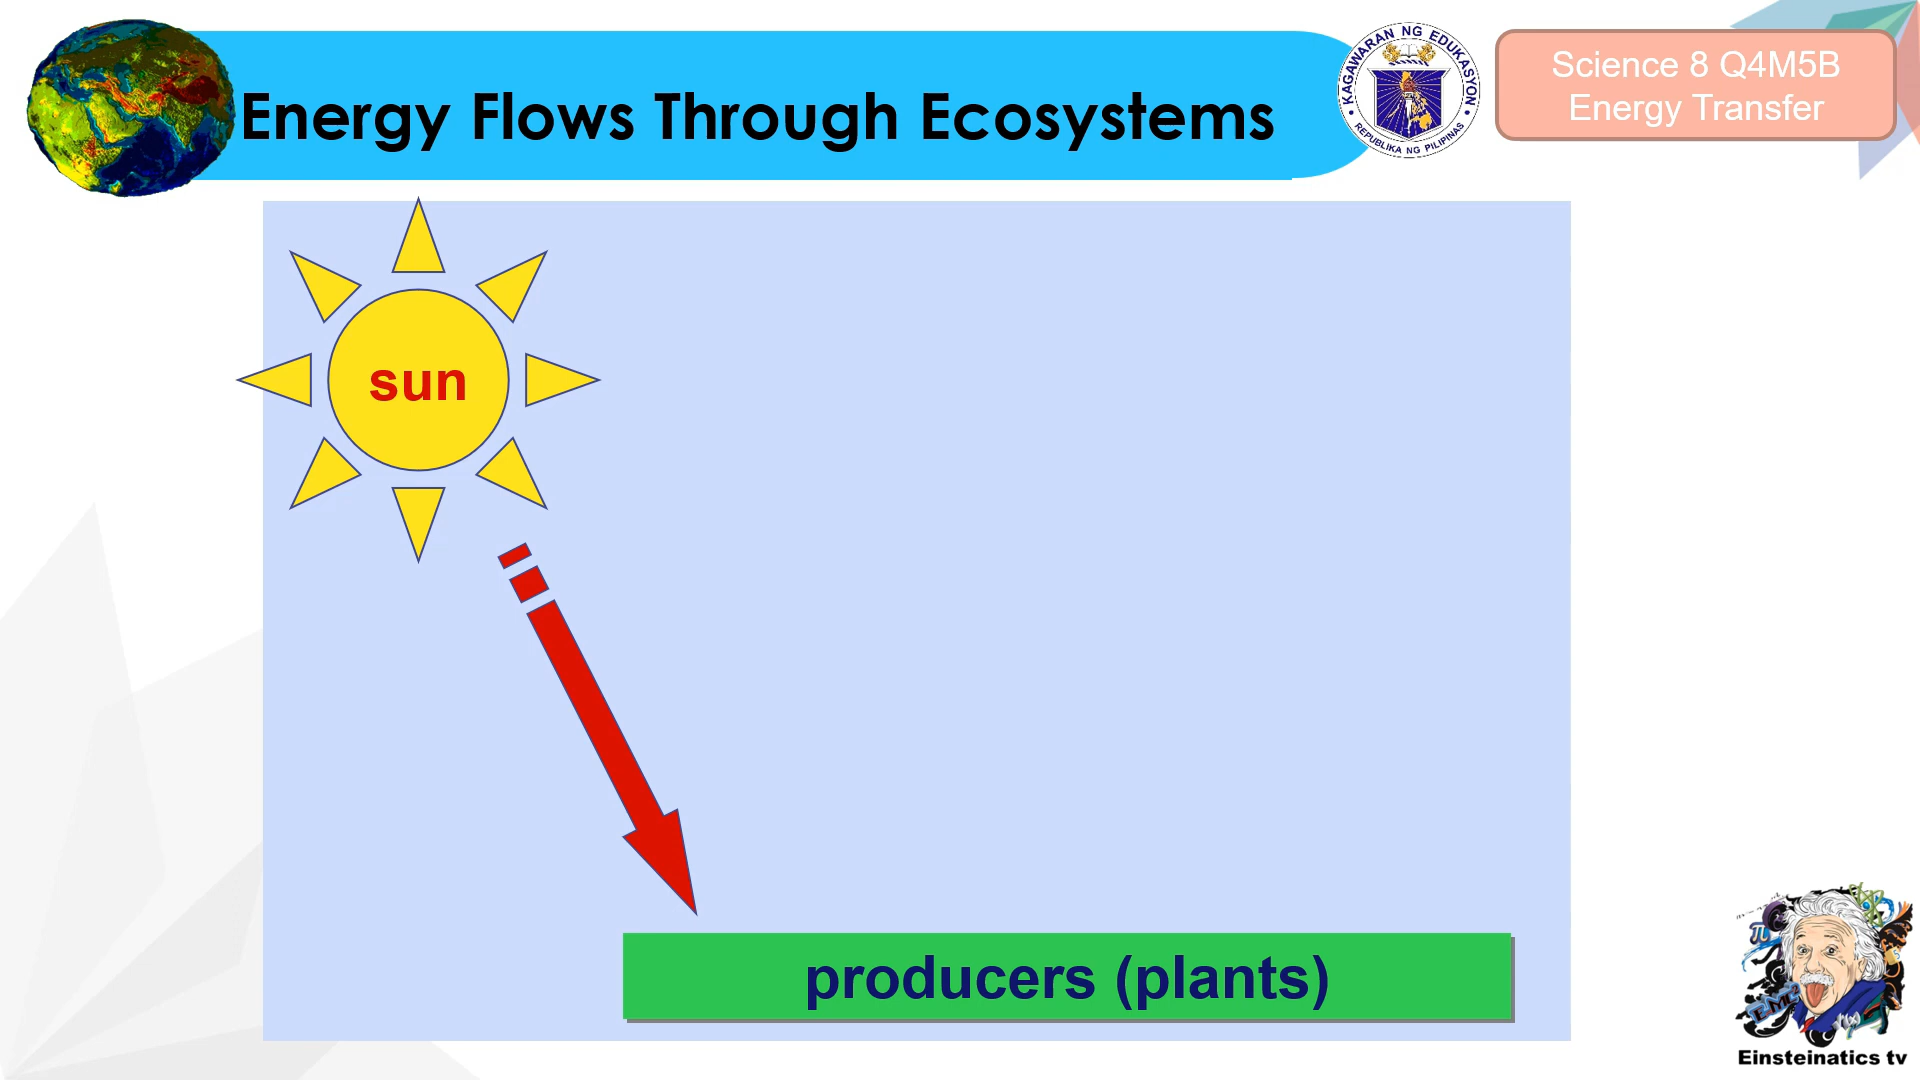 Energy Flows Through Ecosystems
KAGAWARAN NG EDUKASYON
REPUBLIKA NG PILIPINAS
Science 8 Q4M5B
Energy Transfer
sun
producers (plants)
π
EMC²
f(x)
Einsteinatics tv